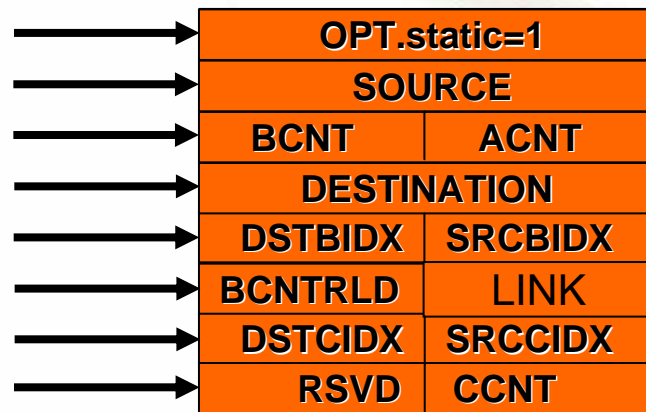 OPT.static=1
SOURCE
BCNT ACNT
DESTINATION
DSTBIDX SRCBIDX
BCNTRLD LINK
DSTCIDX SRCCIDX
RSVD CCNT